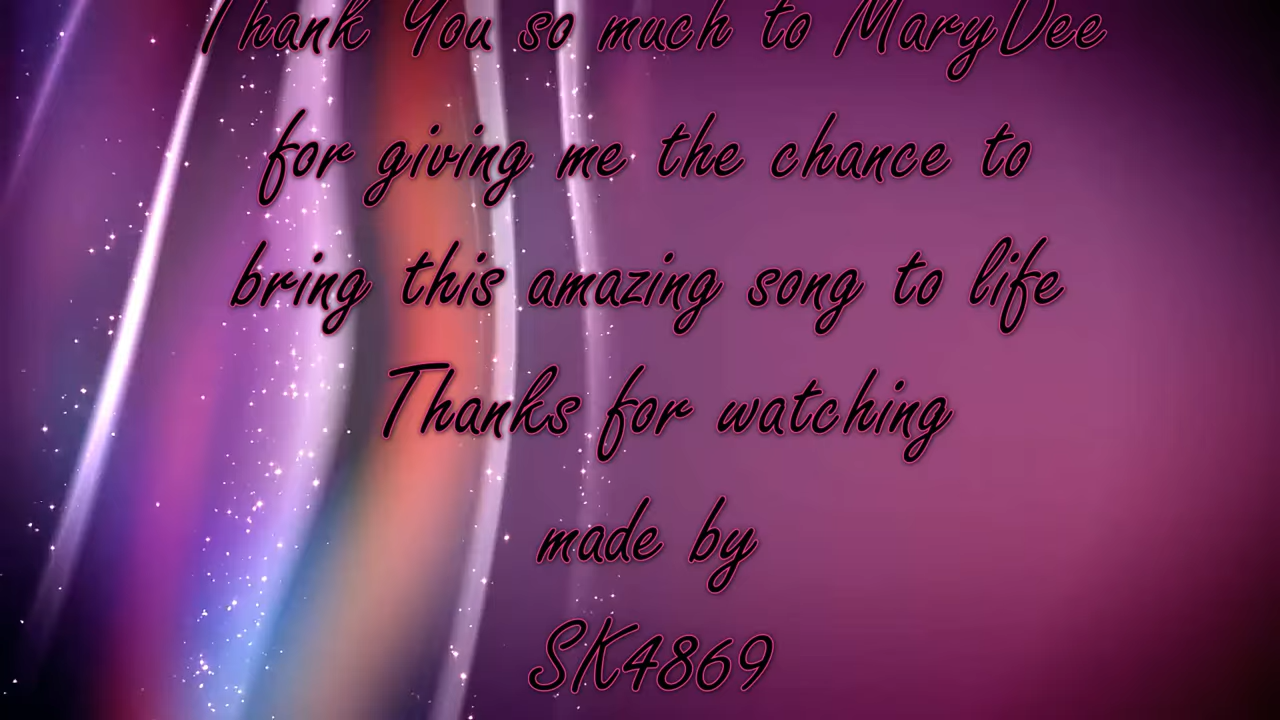 Thank You so much to MaryDee
for giving me the chance to
bring this amazing song to life
Thanks for watching
made by
SK4869